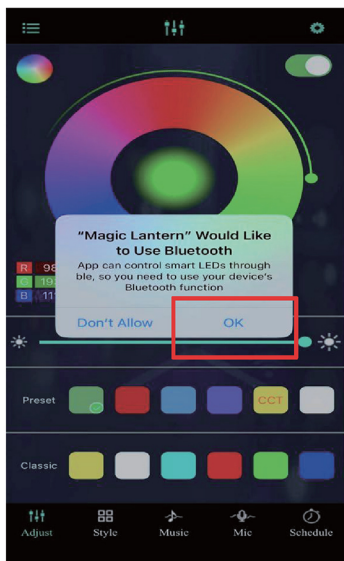 "Magic Lantern" Would Like
to Use Bluetooth
App can control smart LEDs through
ble, so you need to use your device's
Bluetooth function
R 98
G
B
Don't Allow OK
Preset CCT
Classic
Adjust Style Music Mic Schedule